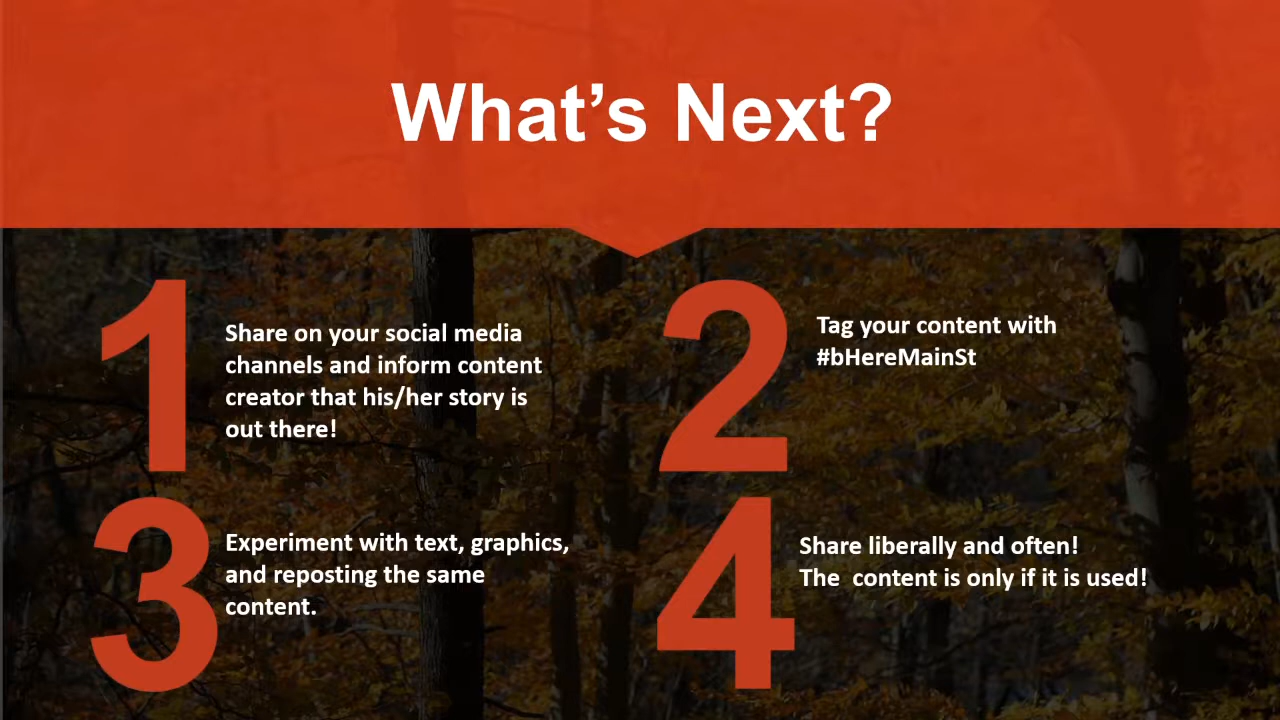 What’s Next?
1
Share on your social media
channels and inform content
creator that his/her story is
out there!
2
Tag your content with
#bHereMainSt
3
Experiment with text, graphics,
and reposting the same
content.
4
Share liberally and often!
The  content is only if it is used!